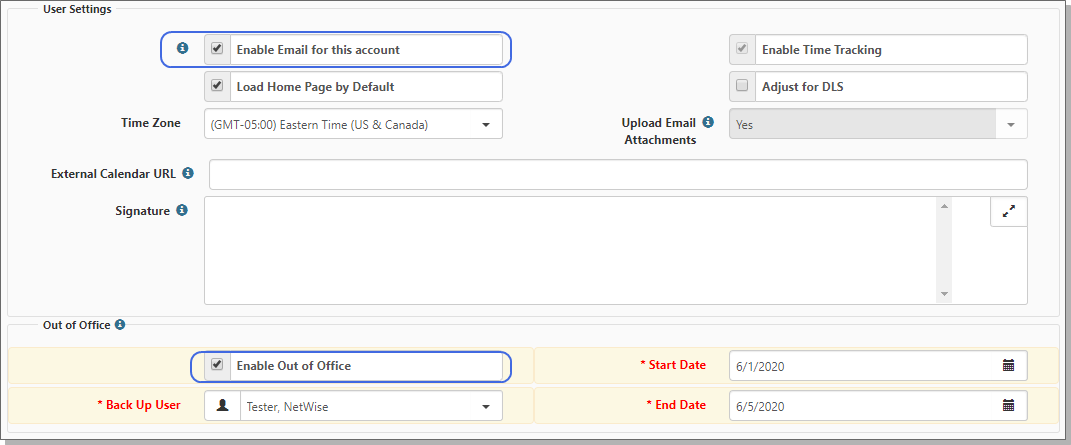 User Settings
Enable Email for this account
Enable Time Tracking
Load Home Page by Default
Adjust for DLS
Time Zone
(GMT-05:00) Eastern Time (US & Canada)
Upload Email
Attachments
Yes
External Calendar URL
Signature
Out of Office
Enable Out of Office
* Start Date
6/1/2020
* Back Up User
Tester, NetWise
* End Date
6/5/2020